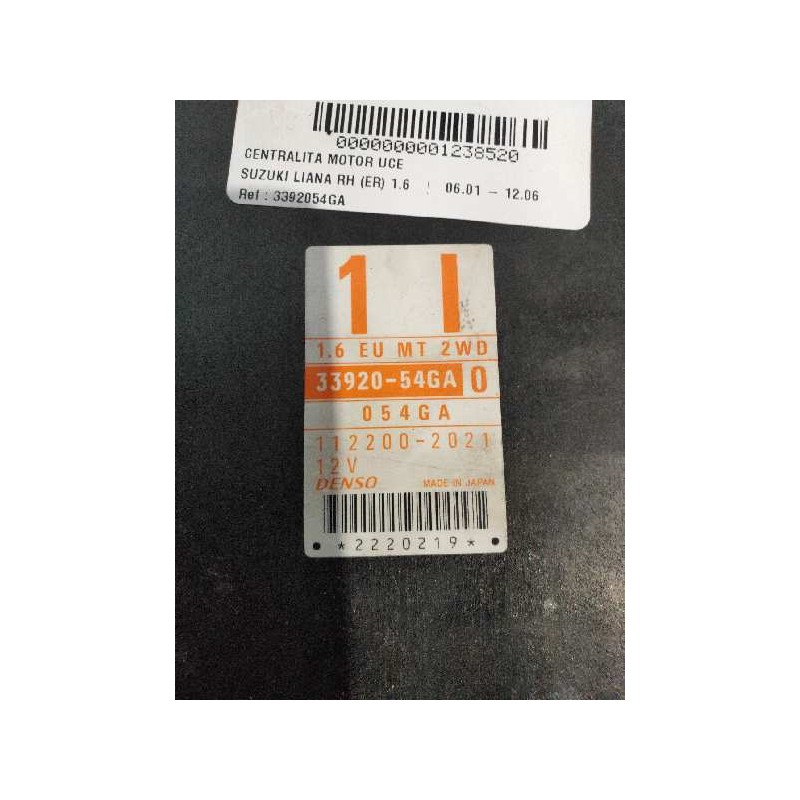 0000000001238520
CENTRALITA MOTOR UCE
SUZUKI LIANA RH (ER) 1.6 ¦ 06.01 - 12.06
Ref : 3392054GA
1 I
1.6 EU MT 2WD
33920-54GA 0
054GA
112200-2021
12V
DENSO MADE IN JAPAN
*2220219*